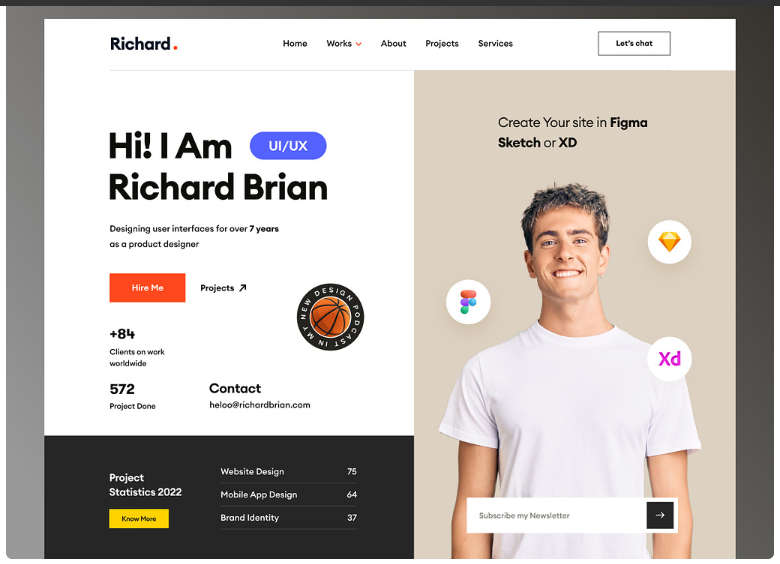 Richard.
Home Works About Projects Services
Let's chat
Hi! I Am UI/UX
Richard Brian
Designing user interfaces for over 7 years
as a product designer
Hire Me
Projects
NEW DESIGN PODCAST IN MY
+84
Clients on work
worldwide
572
Project Done
Contact
heloo@richardbrian.com
Project
Statistics 2022
Know More
Website Design 75
Mobile App Design 64
Brand Identity 37
Create Your site in Figma
Sketch or XD
Xd
Subscribe my Newsletter